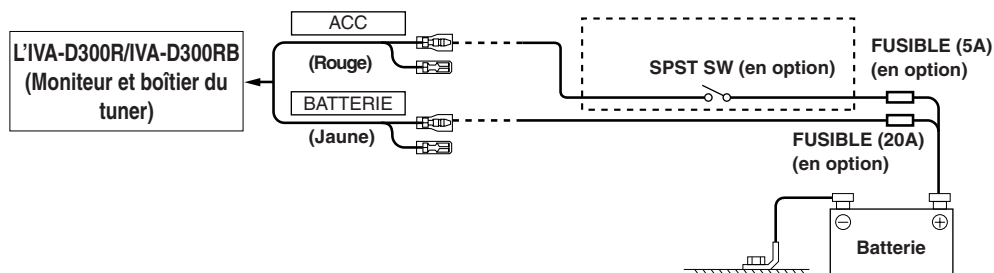 ACC
L'IVA-D300R/IVA-D300RB
(Moniteur et boîtier du
tuner)
(Rouge)
BATTERIE
(Jaune)
SPST SW (en option)
FUSIBLE (5A)
(en option)
FUSIBLE (20A)
(en option)
Batterie